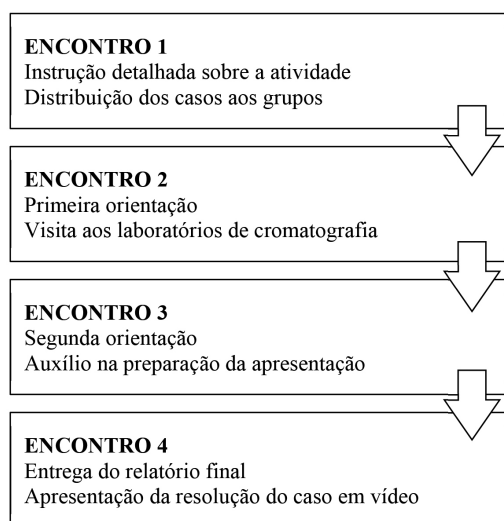 ENCONTRO 1
Instrução detalhada sobre a atividade
Distribuição dos casos aos grupos
ENCONTRO 2
Primeira orientação
Visita aos laboratórios de cromatografia
ENCONTRO 3
Segunda orientação
Auxílio na preparação da apresentação
ENCONTRO 4
Entrega do relatório final
Apresentação da resolução do caso em vídeo